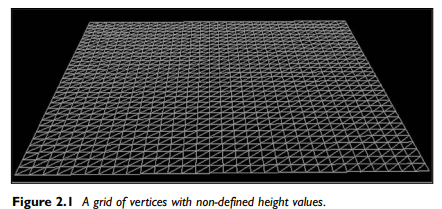 Figure 2.1 A grid of vertices with non-defined height values.